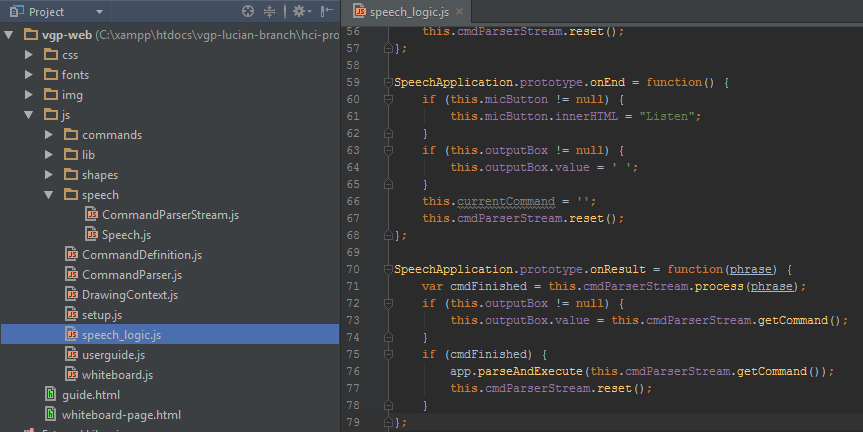 Project
vgp-web (C:\xampp\htdocs\vgp-lucian-branch\hci-pro
css
fonts
img
js
commands
lib
shapes
speech
CommandParserStream.js
Speech.js
CommandDefinition.js
CommandParser.js
DrawingContext.js
setup.js
speech_logic.js
userguide.js
whiteboard.js
guide.html
whiteboard-page.html
speech_logic.js
56 this.cmdParserStream.reset();
57 };
58
59 SpeechApplication.prototype.onEnd = function() {
60 if (this.micButton != null) {
61 this.micButton.innerHTML = "Listen";
62 }
63 if (this.outputBox != null) {
64 this.outputBox.value = ' ';
65 }
66 this.currentCommand = '';
67 this.cmdParserStream.reset();
68 };
69
70 SpeechApplication.prototype.onResult = function(phrase) {
71 var cmdFinished = this.cmdParserStream.process(phrase);
72 if (this.outputBox != null) {
73 this.outputBox.value = this.cmdParserStream.getCommand();
74 }
75 if (cmdFinished) {
76 app.parseAndExecute(this.cmdParserStream.getCommand());
77 this.cmdParserStream.reset();
78 }
79 };